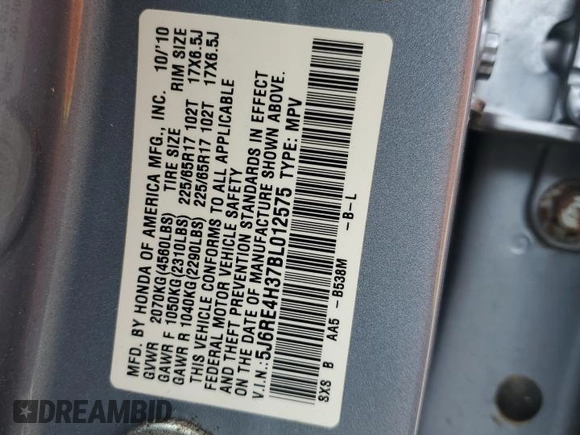 MFD. BY HONDA OF AMERICA MFG., INC. 10/'10
GVWR 2070KG(4560LBS) TIRE SIZE RIM SIZE
GAWR F 1050KG(2310LBS) 225/65R17 102T 17X6.5J
GAWR R 1040KG(2290LBS) 225/65R17 102T 17X6.5J
THIS VEHICLE CONFORMS TO ALL APPLICABLE
FEDERAL MOTOR VEHICLE SAFETY
AND THEFT PREVENTION STANDARDS IN EFFECT
ON THE DATE OF MANUFACTURE SHOWN ABOVE.
V.I.N.: 5J6RE4H37BL012575 TYPE: MPV
SX8 B AA5 -B538M -B-L
DREAMBID